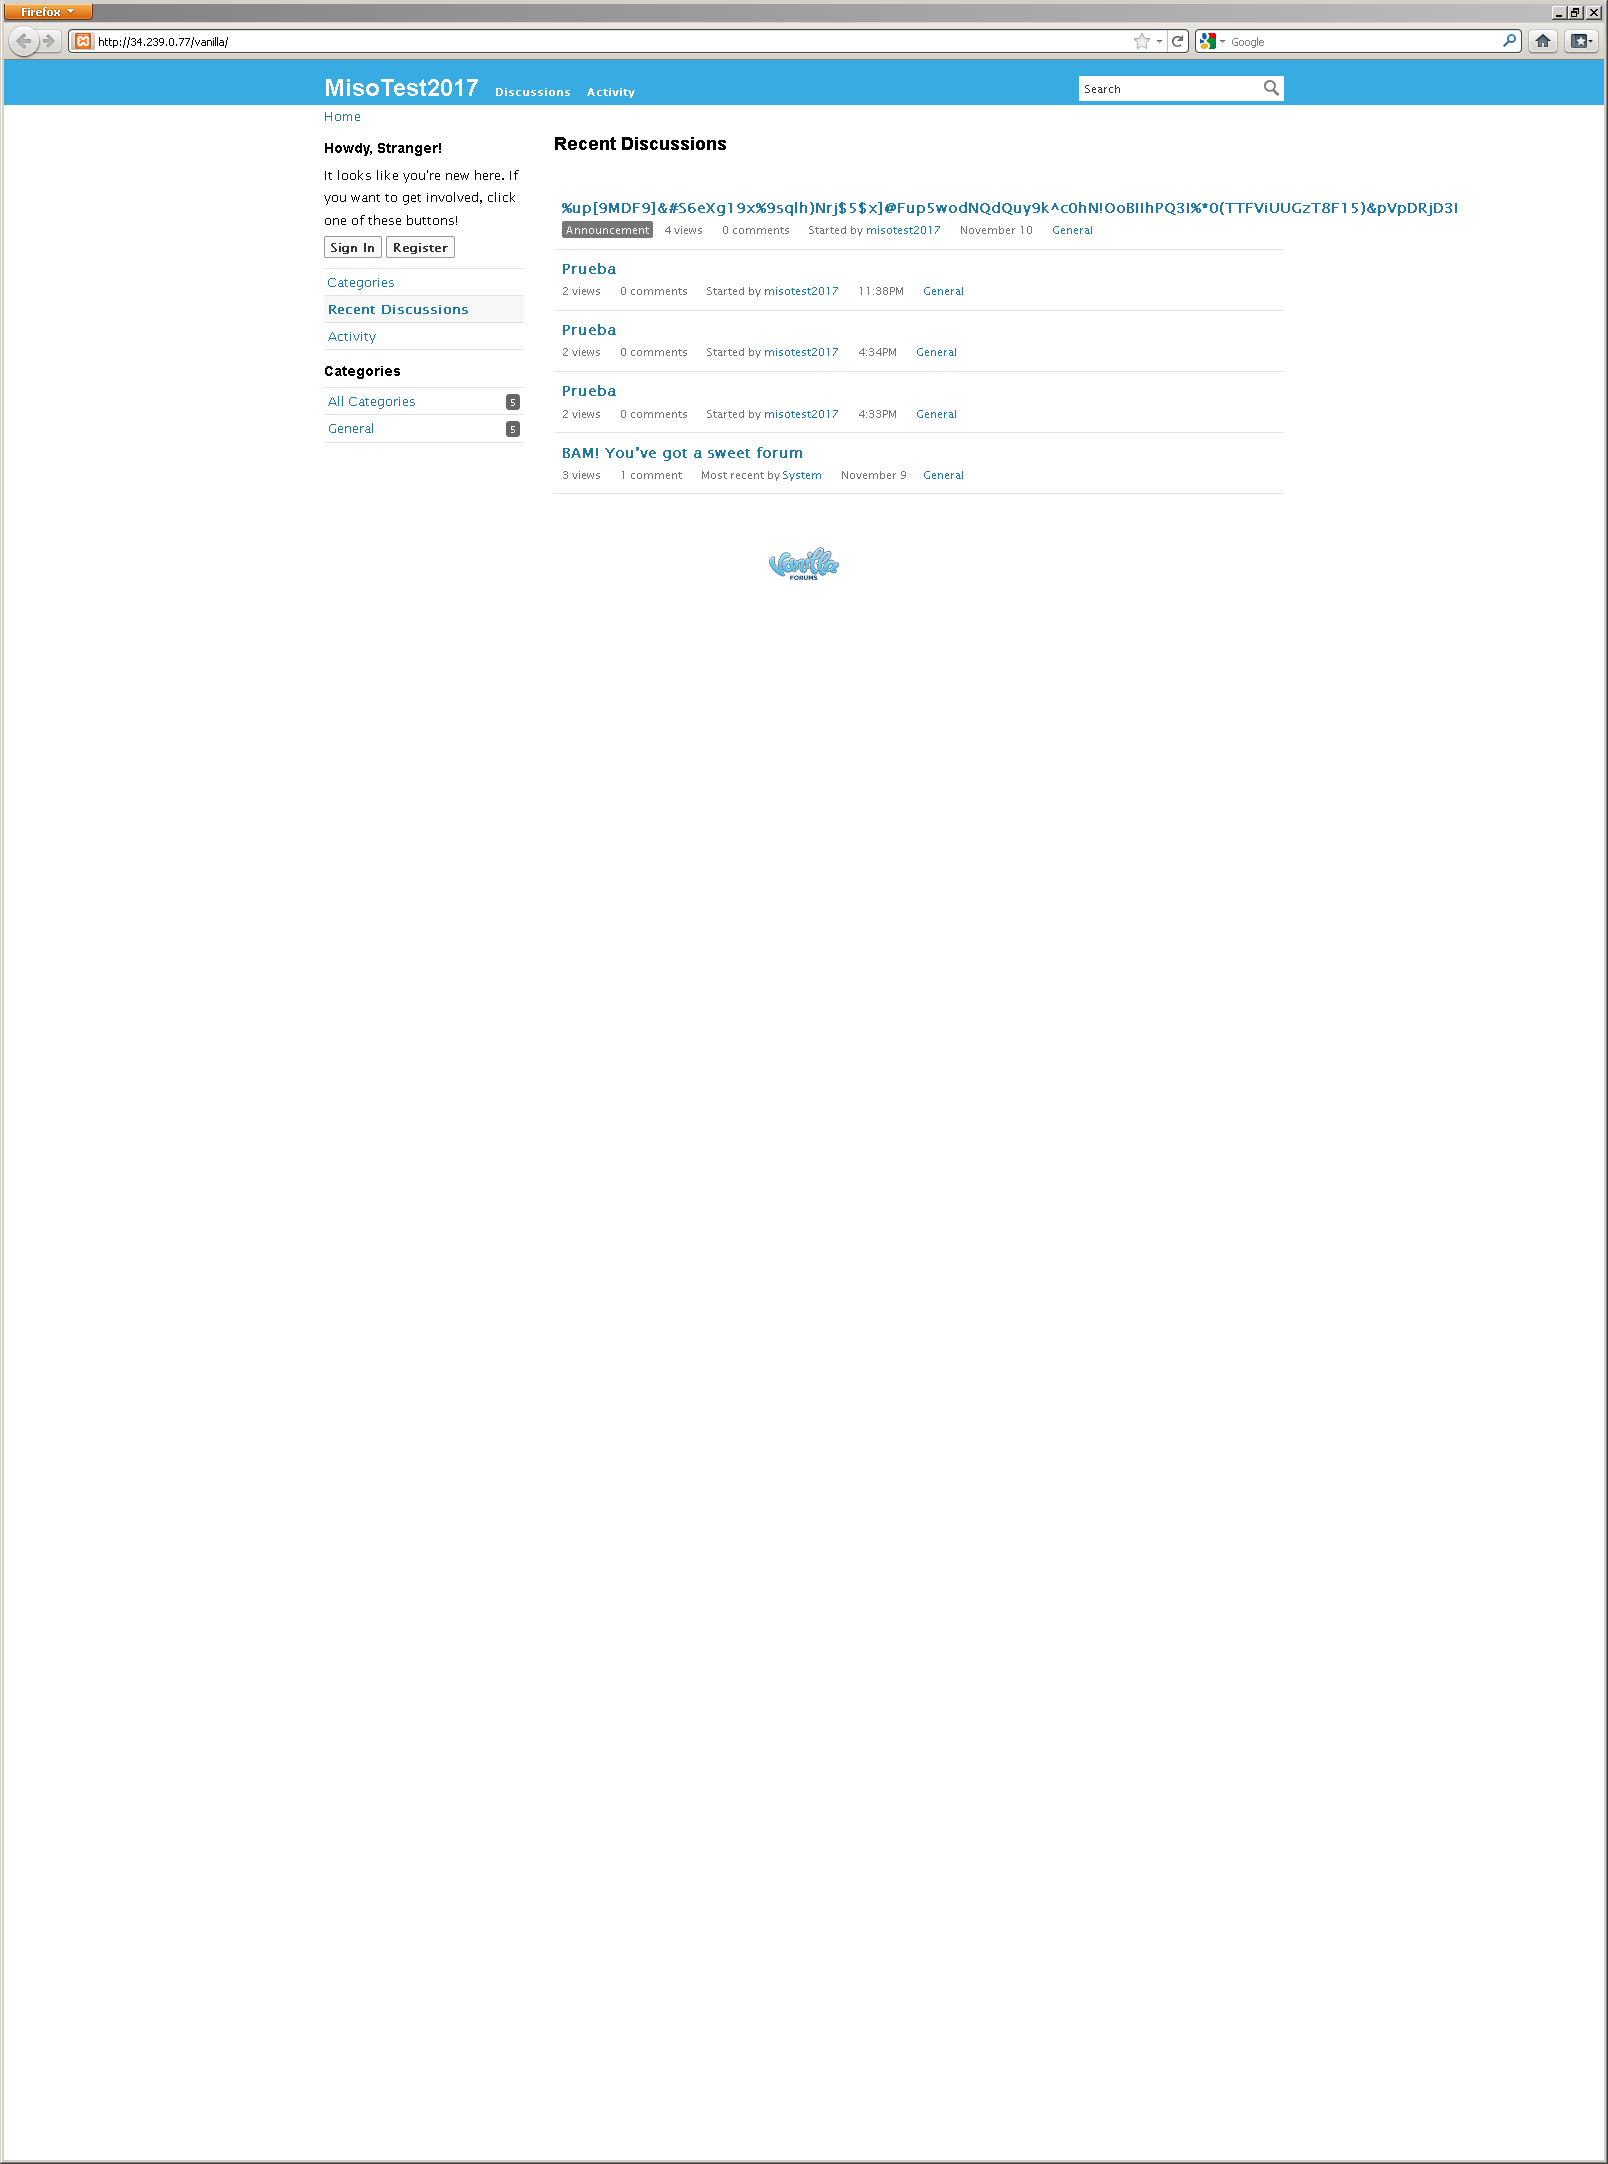 Firefox
http://34.239.0.77/vanilla/
Google
MisoTest2017 Discussions Activity
Search
Home
Howdy, Stranger!
It looks like you're new here. If
you want to get involved, click
one of these buttons!
Sign In Register
Categories
Recent Discussions
Activity
Categories
All Categories 5
General 5
Recent Discussions
%up[9MDF9]&#S6eXg19x%9sqlh)Nrj$5$x]@Fup5wodNQdQuy9k^c0hN!OoBIIhPQ3I%*0(TTFViUUGzT8F15)&pVpDRjD3I
Announcement 4 views 0 comments Started by misotest2017 November 10 General
Prueba
2 views 0 comments Started by misotest2017 11:38PM General
Prueba
2 views 0 comments Started by misotest2017 4:34PM General
Prueba
2 views 0 comments Started by misotest2017 4:33PM General
BAM! You've got a sweet forum
3 views 1 comment Most recent by System November 9 General
Vanilla
FORUMS